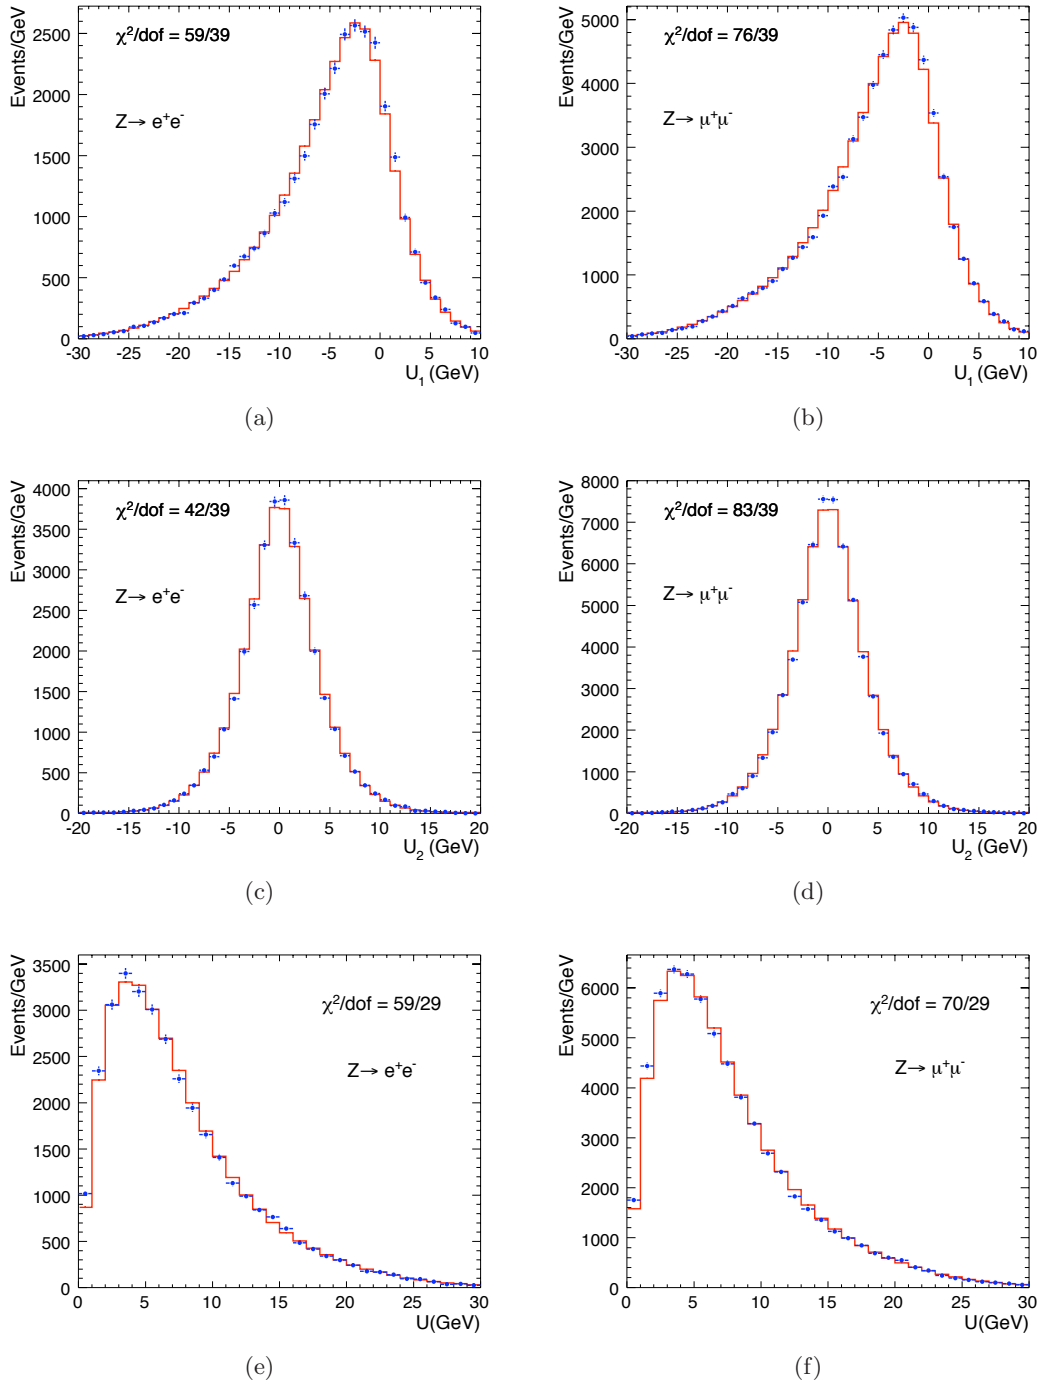 Events/GeV
χ²/dof = 59/39
Z→ e⁺e⁻
2500
2000
1500
1000
500
0
-30 -25 -20 -15 -10 -5 0 5 10
U₁ (GeV)
(a)
Events/GeV
χ²/dof = 76/39
Z→ μ⁺μ⁻
5000
4000
3000
2000
1000
0
-30 -25 -20 -15 -10 -5 0 5 10
U₁ (GeV)
(b)
Events/GeV
χ²/dof = 42/39
Z→ e⁺e⁻
4000
3500
3000
2500
2000
1500
1000
500
0
-20 -15 -10 -5 0 5 10 15 20
U₂ (GeV)
(c)
Events/GeV
χ²/dof = 83/39
Z→ μ⁺μ⁻
8000
7000
6000
5000
4000
3000
2000
1000
0
-20 -15 -10 -5 0 5 10 15 20
U₂ (GeV)
(d)
Events/GeV
χ²/dof = 59/29
Z→ e⁺e⁻
3500
3000
2500
2000
1500
1000
500
0
0 5 10 15 20 25 30
U(GeV)
(e)
Events/GeV
χ²/dof = 70/29
Z→ μ⁺μ⁻
6000
5000
4000
3000
2000
1000
0
0 5 10 15 20 25 30
U(GeV)
(f)